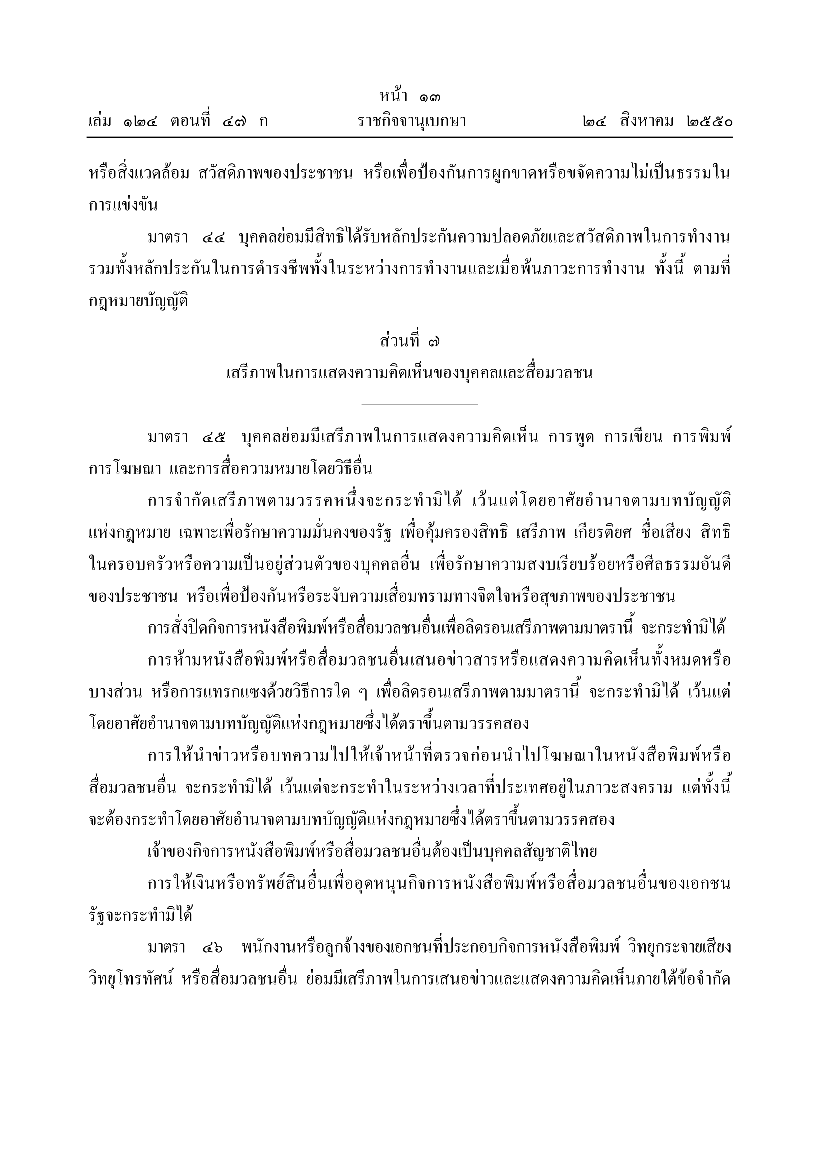 หน้า ๑๓
เล่ม ๑๒๔ ตอนที่ ๔๗ ก ราชกิจจานุเบกษา ๒๔ สิงหาคม ๒๕๕๐
หรือสิ่งแวดล้อม สวัสดิภาพของประชาชน หรือเพื่อป้องกันการผูกขาดหรือขจัดความไม่เป็นธรรมใน
การแข่งขัน
มาตรา ๔๔ บุคคลย่อมมีสิทธิได้รับหลักประกันความปลอดภัยและสวัสดิภาพในการทำงาน
รวมทั้งหลักประกันในการดำรงชีพทั้งในระหว่างการทำงานและเมื่อพ้นภาวะการทำงาน ทั้งนี้ ตามที่
กฎหมายบัญญัติ
ส่วนที่ ๗
เสรีภาพในการแสดงความคิดเห็นของบุคคลและสื่อมวลชน
มาตรา ๔๕ บุคคลย่อมมีเสรีภาพในการแสดงความคิดเห็น การพูด การเขียน การพิมพ์
การโฆษณา และการสื่อความหมายโดยวิธีอื่น
การจำกัดเสรีภาพตามวรรคหนึ่งจะกระทำมิได้ เว้นแต่โดยอาศัยอำนาจตามบทบัญญัติ
แห่งกฎหมาย เฉพาะเพื่อรักษาความมั่นคงของรัฐ เพื่อคุ้มครองสิทธิ เสรีภาพ เกียรติยศ ชื่อเสียง สิทธิ
ในครอบครัวหรือความเป็นอยู่ส่วนตัวของบุคคลอื่น เพื่อรักษาความสงบเรียบร้อยหรือศีลธรรมอันดี
ของประชาชน หรือเพื่อป้องกันหรือระงับความเสื่อมทรามทางจิตใจหรือสุขภาพของประชาชน
การสั่งปิดกิจการหนังสือพิมพ์หรือสื่อมวลชนอื่นเพื่อลิดรอนเสรีภาพตามมาตรานี้ จะกระทำมิได้
การห้ามหนังสือพิมพ์หรือสื่อมวลชนอื่นเสนอข่าวสารหรือแสดงความคิดเห็นทั้งหมดหรือ
บางส่วน หรือการแทรกแซงด้วยวิธีการใด ๆ เพื่อลิดรอนเสรีภาพตามมาตรานี้ จะกระทำมิได้ เว้นแต่
โดยอาศัยอำนาจตามบทบัญญัติแห่งกฎหมายซึ่งได้ตราขึ้นตามวรรคสอง
การให้นำข่าวหรือบทความไปให้เจ้าหน้าที่ตรวจก่อนนำไปโฆษณาในหนังสือพิมพ์หรือ
สื่อมวลชนอื่น จะกระทำมิได้ เว้นแต่จะกระทำในระหว่างเวลาที่ประเทศอยู่ในภาวะสงคราม แต่ทั้งนี้
จะต้องกระทำโดยอาศัยอำนาจตามบทบัญญัติแห่งกฎหมายซึ่งได้ตราขึ้นตามวรรคสอง
เจ้าของกิจการหนังสือพิมพ์หรือสื่อมวลชนอื่นต้องเป็นบุคคลสัญชาติไทย
การให้เงินหรือทรัพย์สินอื่นเพื่ออุดหนุนกิจการหนังสือพิมพ์หรือสื่อมวลชนอื่นของเอกชน
รัฐจะกระทำมิได้
มาตรา ๔๖ พนักงานหรือลูกจ้างของเอกชนที่ประกอบกิจการหนังสือพิมพ์ วิทยุกระจายเสียง
วิทยุโทรทัศน์ หรือสื่อมวลชนอื่น ย่อมมีเสรีภาพในการเสนอข่าวและแสดงความคิดเห็นภายใต้ข้อจำกัด